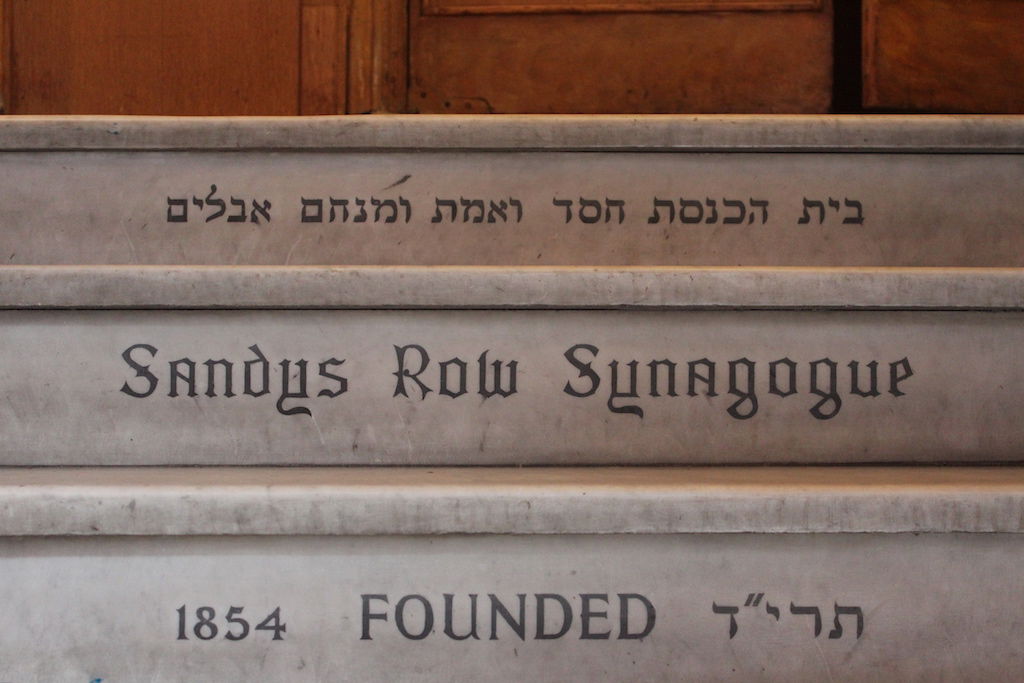 בית הכנסת חסד ואמת ומנחם אבלים
Sandys Row Synagogue
1854 FOUNDED תרי״ד